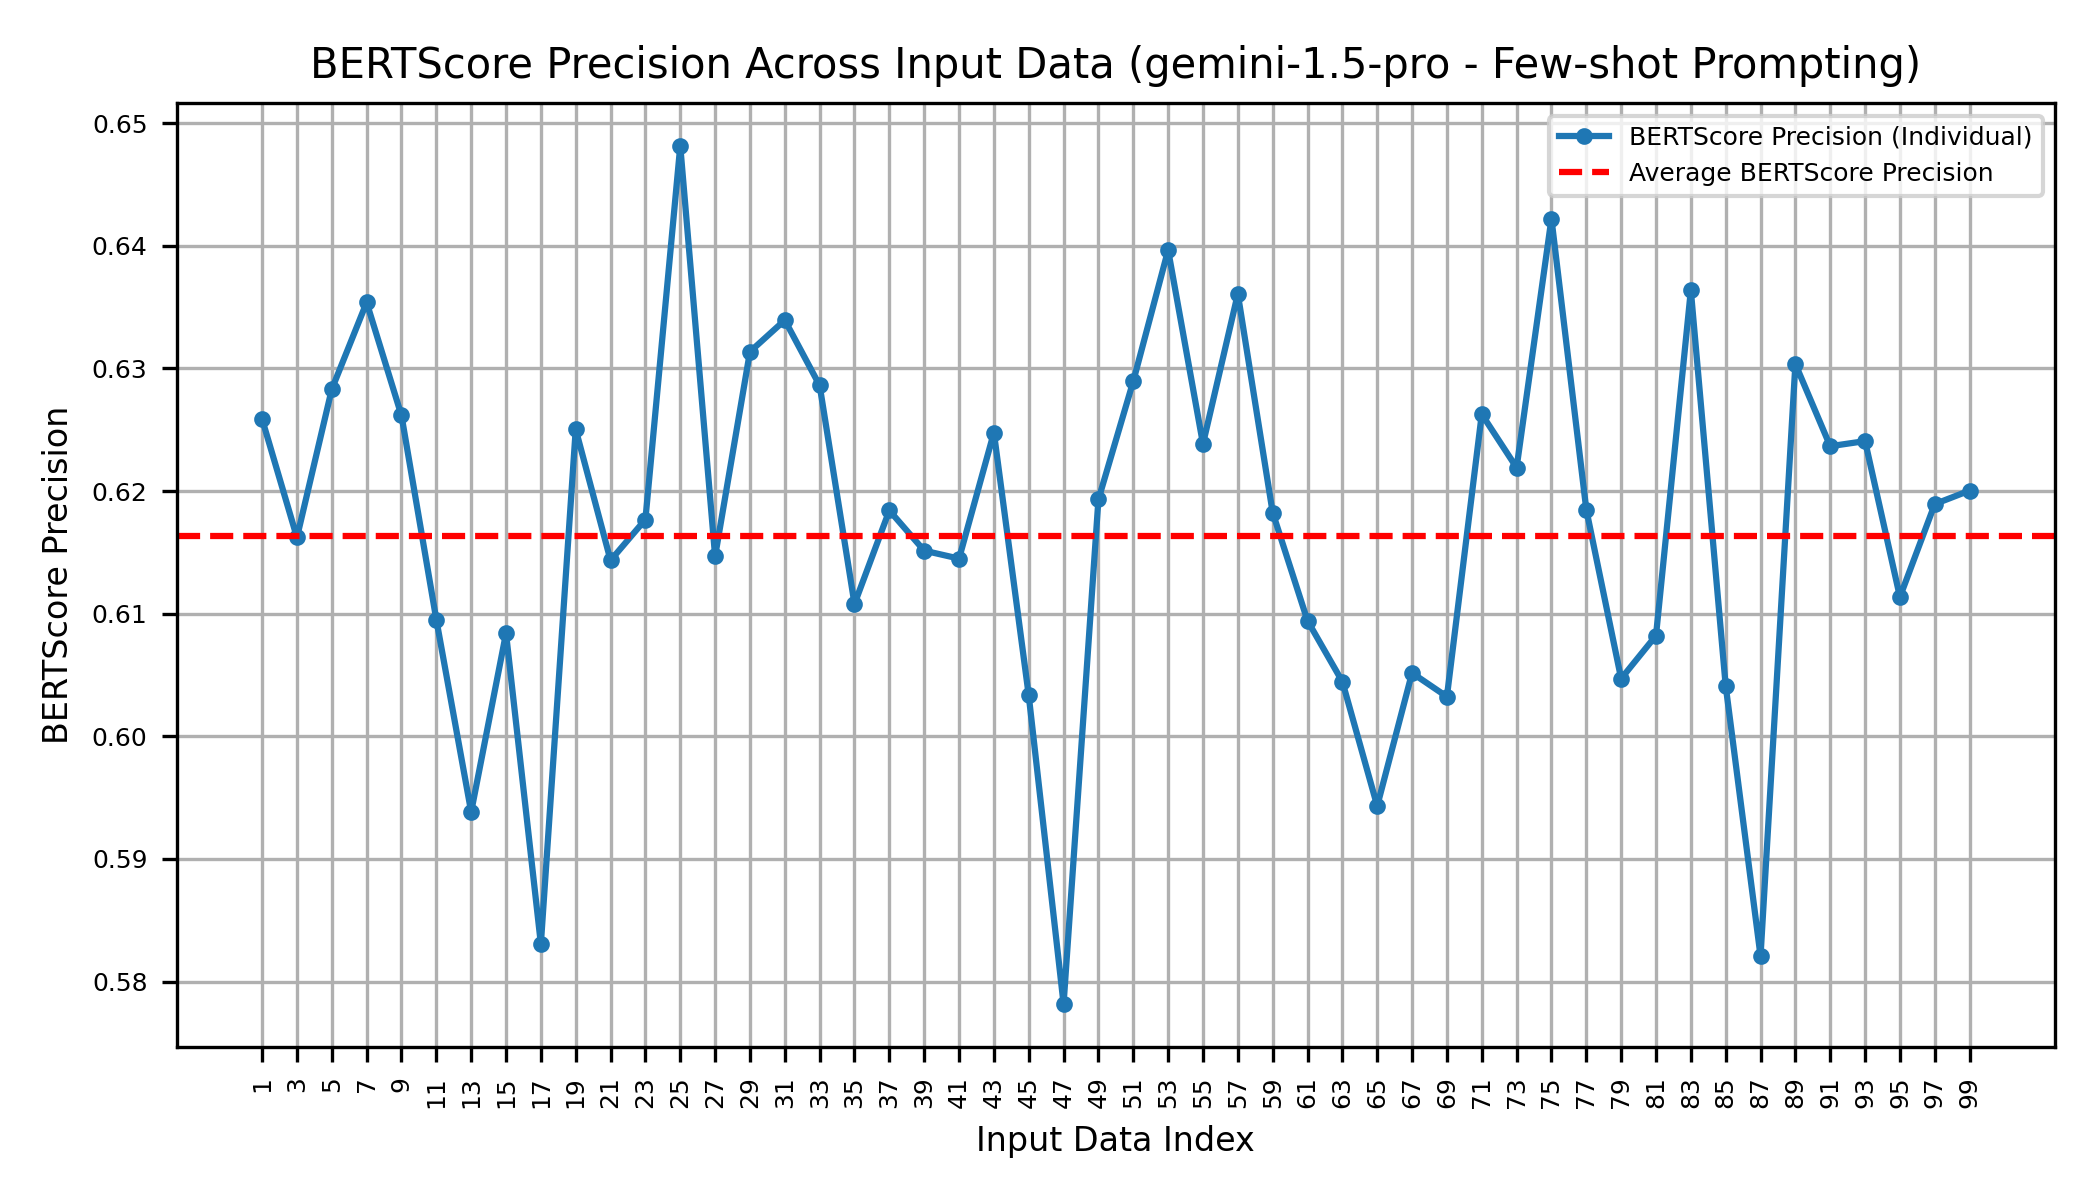 BERTScore Precision Across Input Data (gemini-1.5-pro - Few-shot Prompting)
BERTScore Precision (Individual)
Average BERTScore Precision
0.65
0.64
0.63
0.62
0.61
0.60
0.59
0.58
BERTScore Precision
1 3 5 7 9 11 13 15 17 19 21 23 25 27 29 31 33 35 37 39 41 43 45 47 49 51 53 55 57 59 61 63 65 67 69 71 73 75 77 79 81 83 85 87 89 91 93 95 97 99
Input Data Index